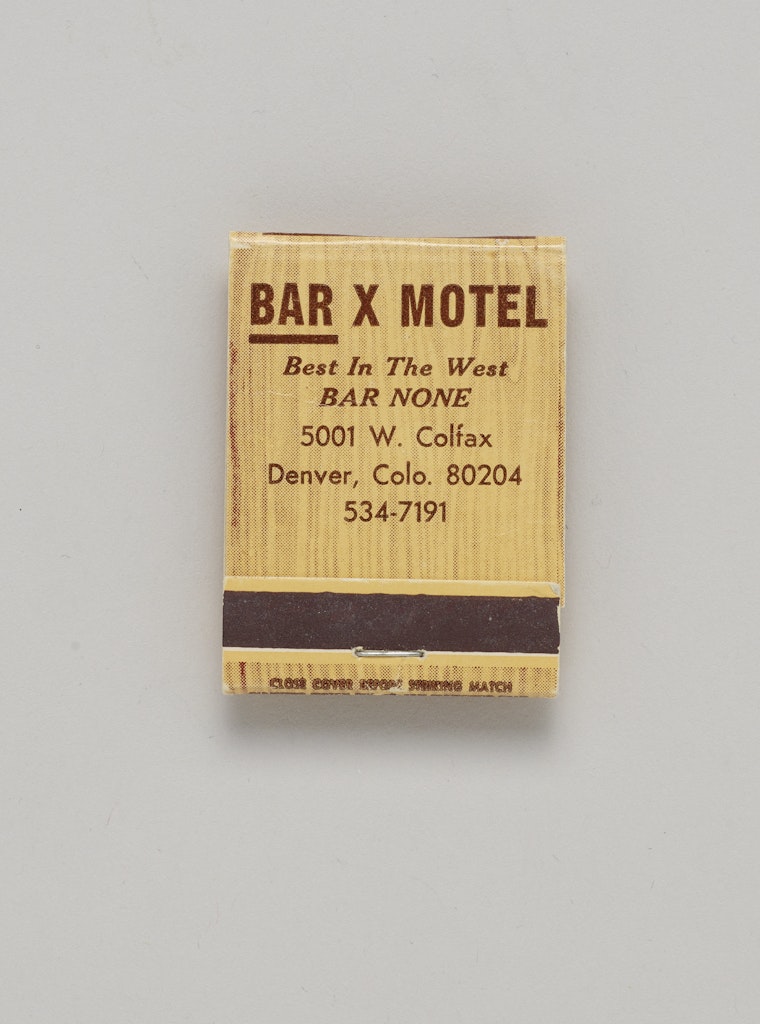 BAR X MOTEL
Best In The West
BAR NONE
5001 W. Colfax
Denver, Colo. 80204
534-7191
CLOSE COVER BEFORE STRIKING MATCH